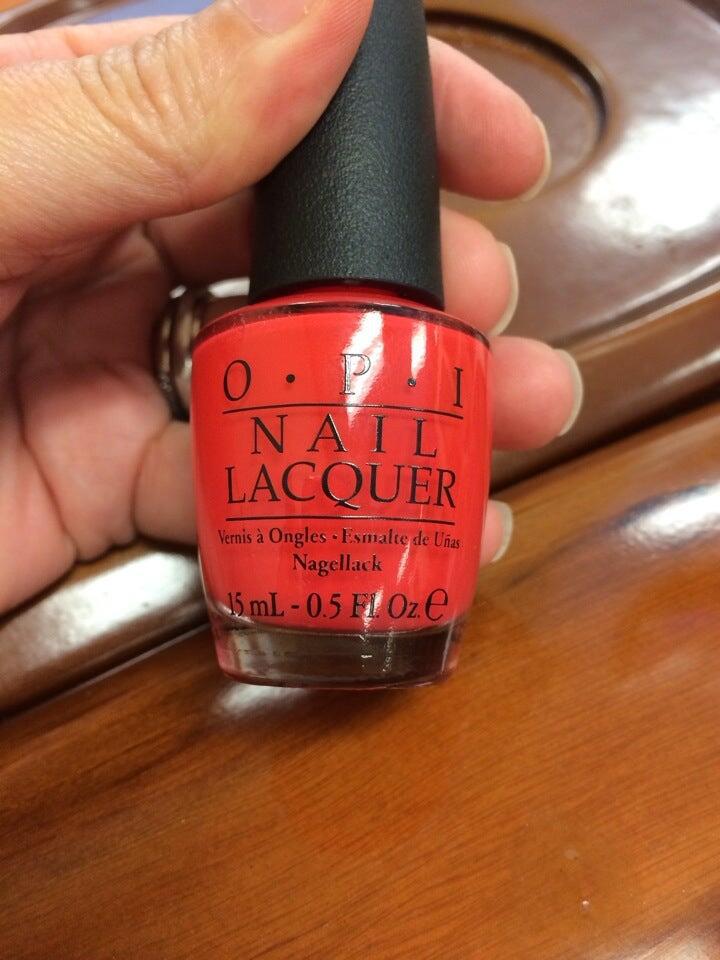 O · P · I
NAIL
LACQUER
Vernis à Ongles · Esmalte de Uñas
Nagellack
15 mL - 0.5 Fl. Oz. ℮